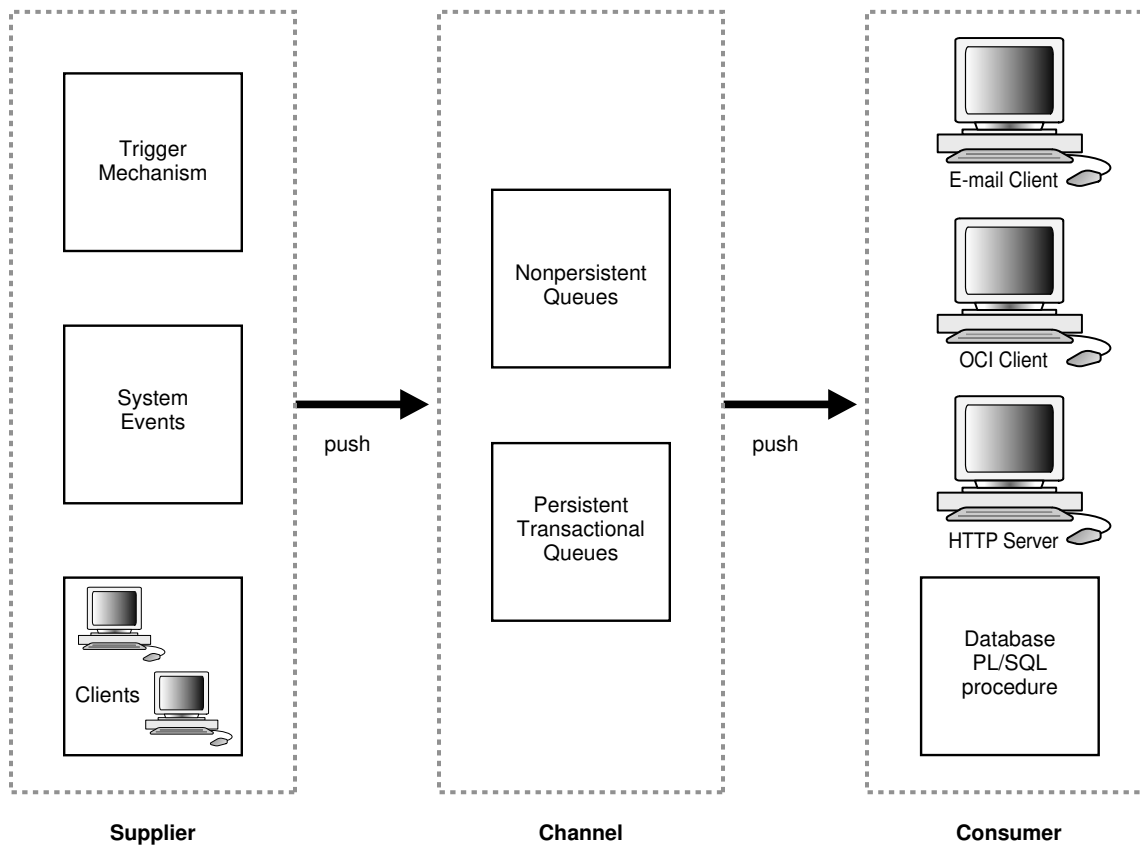 Trigger
Mechanism
System
Events
Clients
Supplier
push
Nonpersistent
Queues
Persistent
Transactional
Queues
Channel
push
E-mail Client
OCI Client
HTTP Server
Database
PL/SQL
procedure
Consumer